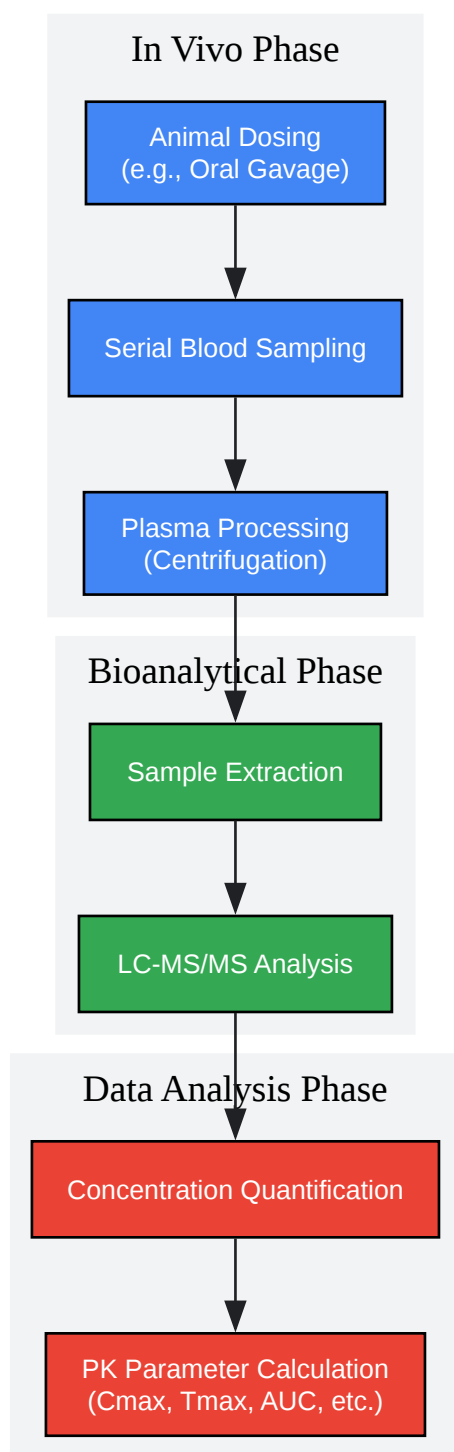 In Vivo Phase
Animal Dosing
(e.g., Oral Gavage)
Serial Blood Sampling
Plasma Processing
(Centrifugation)
Bioanalytical Phase
Sample Extraction
LC-MS/MS Analysis
Data Analysis Phase
Concentration Quantification
PK Parameter Calculation
(Cmax, Tmax, AUC, etc.)